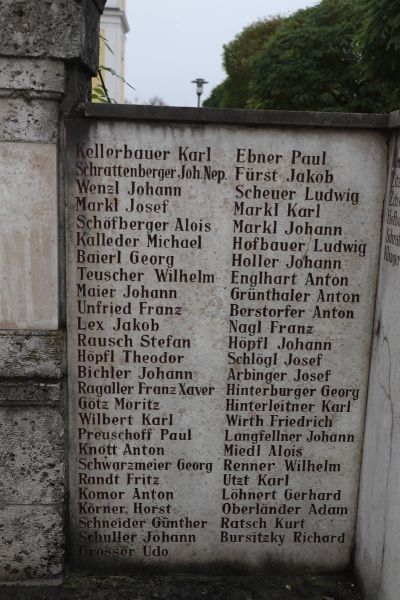 Kellerbauer Karl
Schrattenberger Joh. Nep.
Wenzl Johann
Markl Josef
Schöfberger Alois
Kalleder Michael
Baierl Georg
Teuscher Wilhelm
Maier Johann
Unfried Franz
Lex Jakob
Rausch Stefan
Höpfl Theodor
Bichler Johann
Ragaller Franz Xaver
Götz Moritz
Wilbert Karl
Preuschoff Paul
Knott Anton
Schwarzmeier Georg
Randt Fritz
Komor Anton
Körner Horst
Schneider Günther
Schuller Johann
Grosser Udo
Ebner Paul
Fürst Jakob
Scheuer Ludwig
Markl Karl
Markl Johann
Hofbauer Ludwig
Holler Johann
Englhart Anton
Grünthaler Anton
Berstorfer Anton
Nagl Franz
Höpfl Johann
Schlögl Josef
Arbinger Josef
Hinterburger Georg
Hinterleitner Karl
Wirth Friedrich
Langfellner Johann
Miedl Alois
Renner Wilhelm
Utzt Karl
Löhnert Gerhard
Oberländer Adam
Ratsch Kurt
Bursitzky Richard